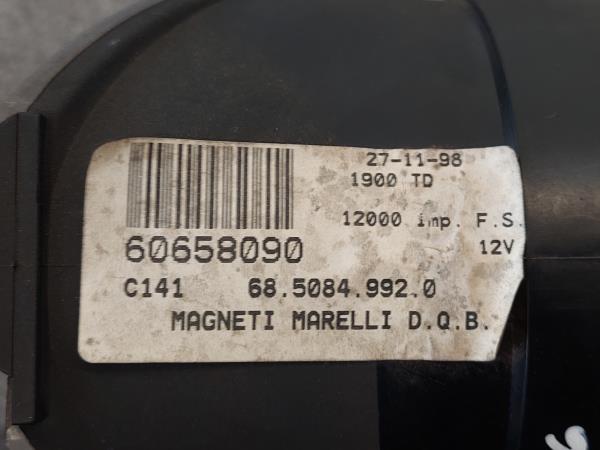 27-11-98
1900 TD
12000 imp. F.S.
60658090
12V
C141 68.5084.992.0
MAGNETI MARELLI D.Q.B.